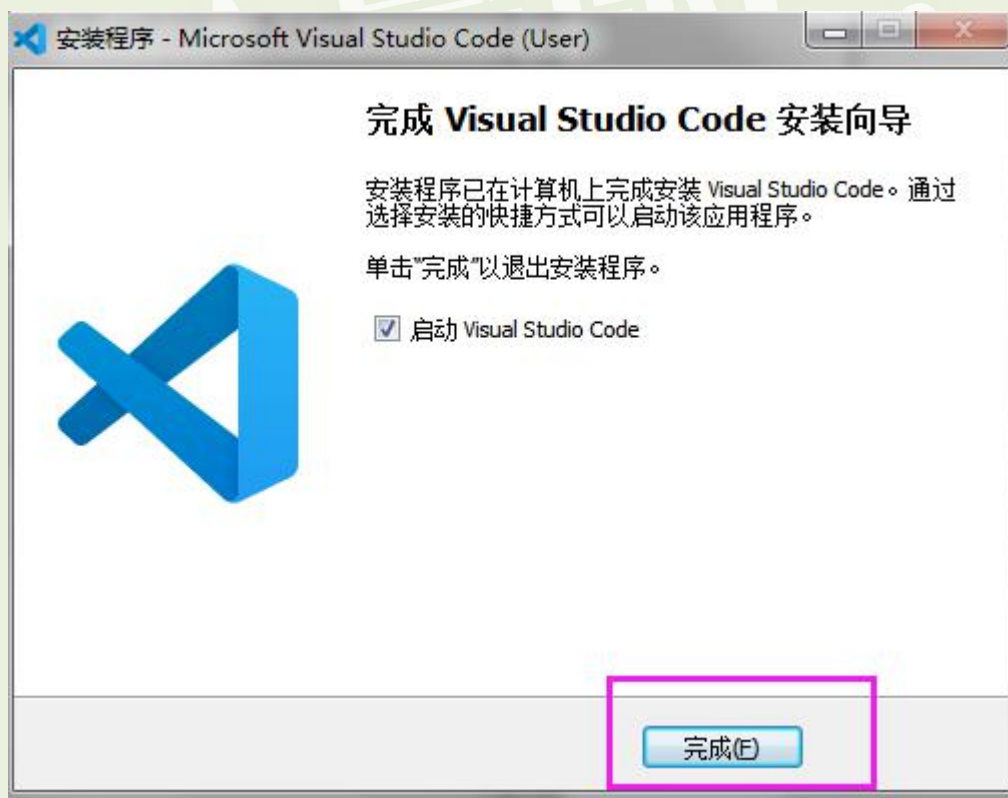 安装程序 - Microsoft Visual Studio Code (User)
完成 Visual Studio Code 安装向导
安装程序已在计算机上完成安装 Visual Studio Code。通过
选择安装的快捷方式可以启动该应用程序。
单击"完成"以退出安装程序。
启动 Visual Studio Code
完成(F)